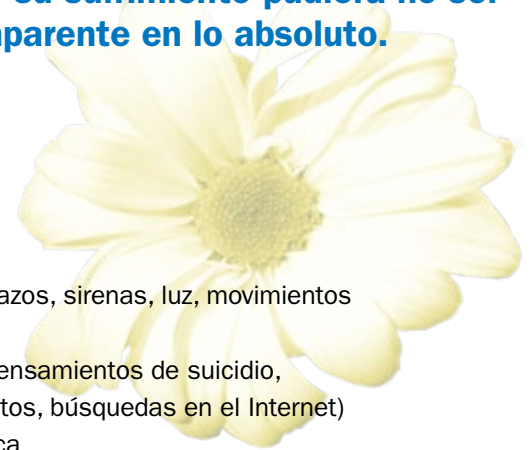 su sufrimiento pudiera no ser
aparente en lo absoluto.
azos, sirenas, luz, movimientos
ensamientos de suicidio,
tos, búsquedas en el Internet)
ca